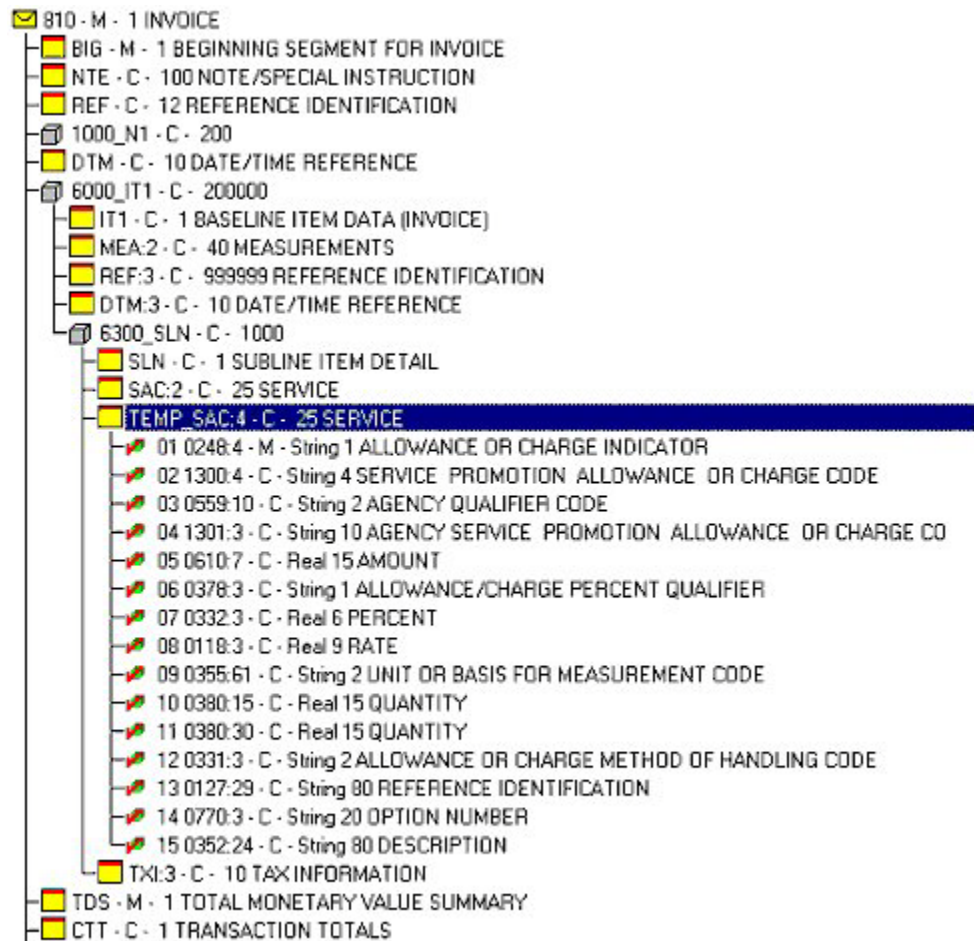 810 - M - 1 INVOICE
BIG - M - 1 BEGINNING SEGMENT FOR INVOICE
NTE - C - 100 NOTE/SPECIAL INSTRUCTION
REF - C - 12 REFERENCE IDENTIFICATION
1000_N1 - C - 200
DTM - C - 10 DATE/TIME REFERENCE
6000_IT1 - C - 200000
IT1 - C - 1 BASELINE ITEM DATA (INVOICE)
MEA:2 - C - 40 MEASUREMENTS
REF:3 - C - 999999 REFERENCE IDENTIFICATION
DTM:3 - C - 10 DATE/TIME REFERENCE
6300_SLN - C - 1000
SLN - C - 1 SUBLINE ITEM DETAIL
SAC:2 - C - 25 SERVICE
TEMP_SAC:4 - C - 25 SERVICE
01 0248:4 - M - String 1 ALLOWANCE OR CHARGE INDICATOR
02 1300:4 - C - String 4 SERVICE PROMOTION ALLOWANCE OR CHARGE CODE
03 0559:10 - C - String 2 AGENCY QUALIFIER CODE
04 1301:3 - C - String 10 AGENCY SERVICE PROMOTION ALLOWANCE OR CHARGE CO
05 0610:7 - C - Real 15 AMOUNT
06 0378:3 - C - String 1 ALLOWANCE/CHARGE PERCENT QUALIFIER
07 0332:3 - C - Real 6 PERCENT
08 0118:3 - C - Real 9 RATE
09 0355:61 - C - String 2 UNIT OR BASIS FOR MEASUREMENT CODE
10 0380:15 - C - Real 15 QUANTITY
11 0380:30 - C - Real 15 QUANTITY
12 0331:3 - C - String 2 ALLOWANCE OR CHARGE METHOD OF HANDLING CODE
13 0127:29 - C - String 80 REFERENCE IDENTIFICATION
14 0770:3 - C - String 20 OPTION NUMBER
15 0352:24 - C - String 80 DESCRIPTION
TXI:3 - C - 10 TAX INFORMATION
TDS - M - 1 TOTAL MONETARY VALUE SUMMARY
CTT - C - 1 TRANSACTION TOTALS